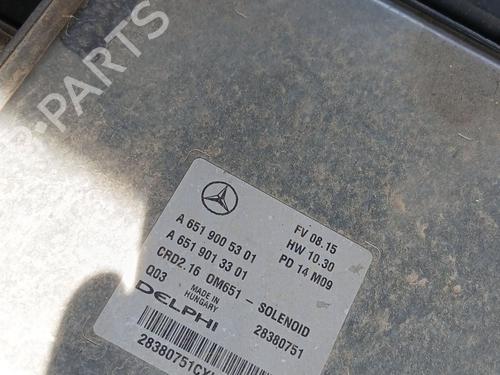 B-PARTS
A 651 900 53 01
A 651 901 33 01
CRD2.16 OM651 - SOLENOID
Q03
MADE IN
HUNGARY
DELPHI
28380751
FV 08.15
HW 10.30
PD 14 M09